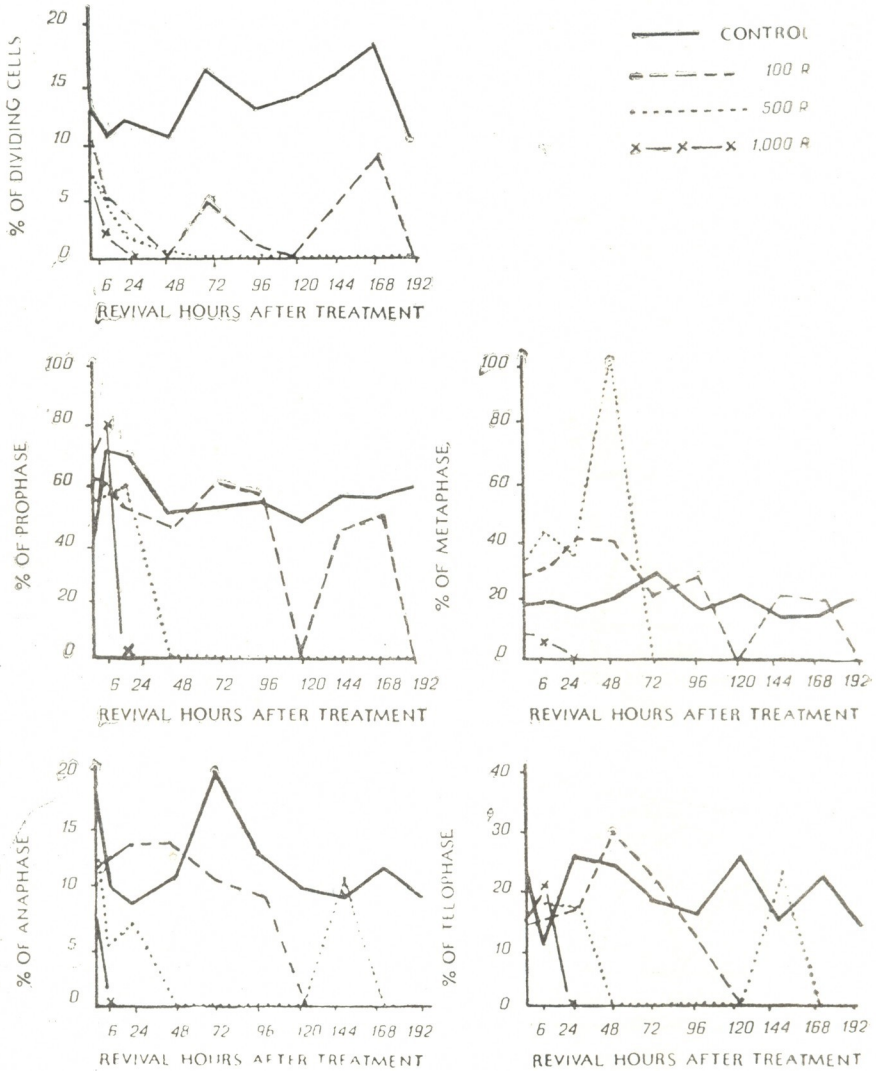 CONTROL
100 R
500 R
1,000 R
% OF DIVIDING CELLS
20
15
10
5
0
6 24 48 72 96 120 144 168 192
REVIVAL HOURS AFTER TREATMENT
% OF PROPHASE
100
80
60
40
20
0
6 24 48 72 96 120 144 168 192
REVIVAL HOURS AFTER TREATMENT
% OF METAPHASE,
100
80
60
40
20
0
6 24 48 72 96 120 144 168 192
REVIVAL HOURS AFTER TREATMENT
% OF ANAPHASE
20
15
10
5
0
6 24 48 72 96 120 144 168 192
REVIVAL HOURS AFTER TREATMENT
% OF TELOPHASE
40
30
20
10
0
6 24 48 72 120 144 168 192
REVIVAL HOURS AFTER TREATMENT